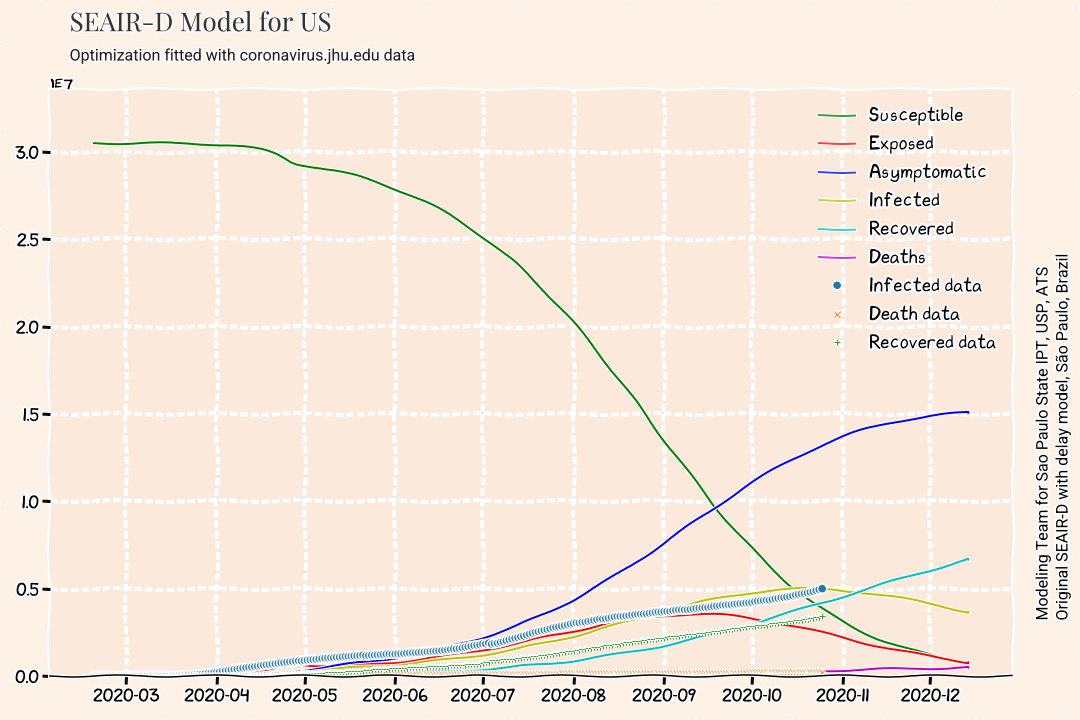 SEAIR-D Model for US
Optimization fitted with coronavirus.jhu.edu data
1E7
3.0
2.5
2.0
1.5
1.0
0.5
0.0
2020-03 2020-04 2020-05 2020-06 2020-07 2020-08 2020-09 2020-10 2020-11 2020-12
Susceptible
Exposed
Asymptomatic
Infected
Recovered
Deaths
Infected data
Death data
Recovered data
Modeling Team for Sao Paulo State IPT, USP, ATS
Original SEAIR-D with delay model, São Paulo, Brazil